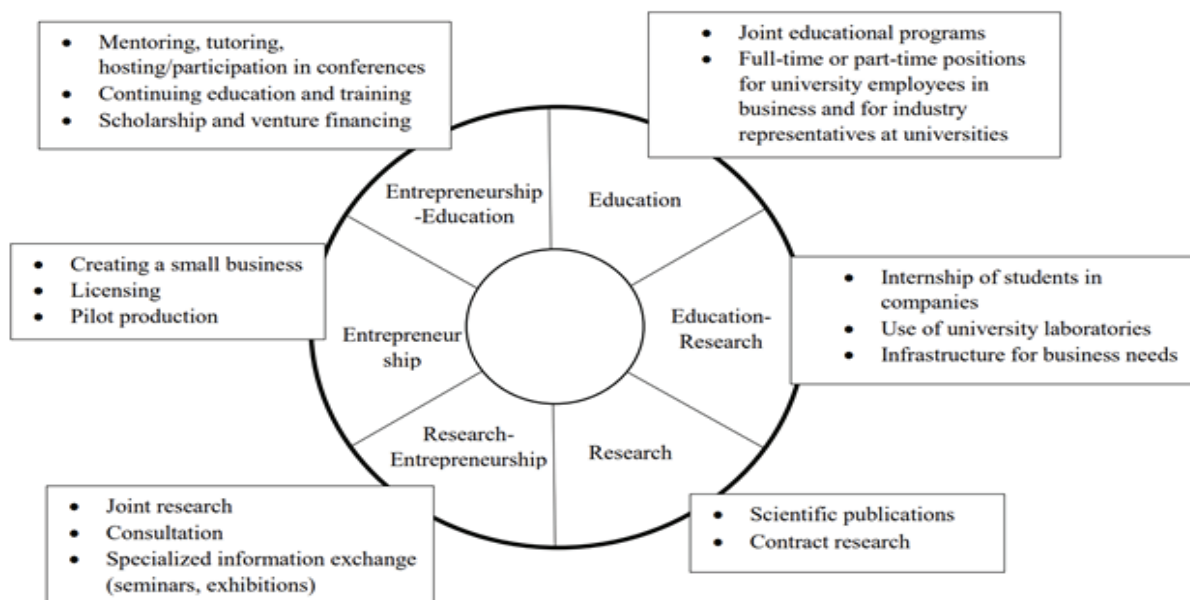 • Mentoring, tutoring,
hosting/participation in conferences
• Continuing education and training
• Scholarship and venture financing
• Joint educational programs
• Full-time or part-time positions
for university employees in
business and for industry
representatives at universities
Entrepreneurship
-Education
Education
• Creating a small business
• Licensing
• Pilot production
• Internship of students in
companies
• Use of university laboratories
• Infrastructure for business needs
Entrepreneur
ship
Education-
Research
Research-
Entrepreneurship
Research
• Joint research
• Consultation
• Specialized information exchange
(seminars, exhibitions)
• Scientific publications
• Contract research